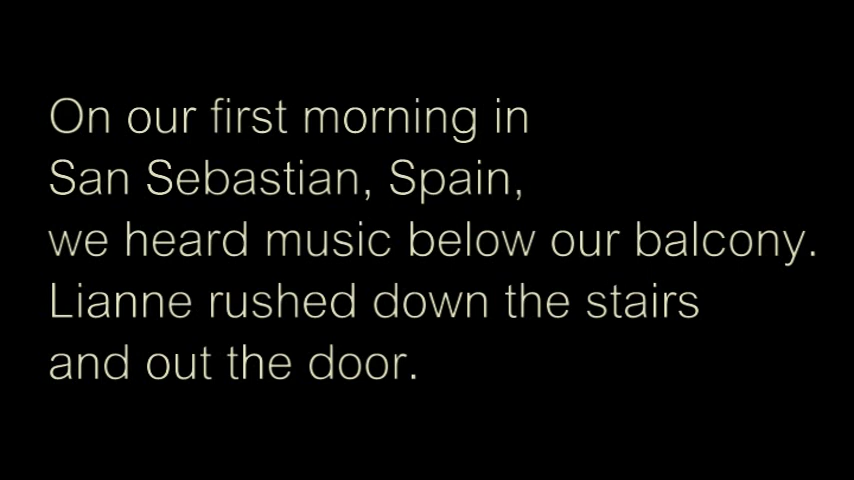 On our first morning in
San Sebastian, Spain,
we heard music below our balcony.
Lianne rushed down the stairs
and out the door.